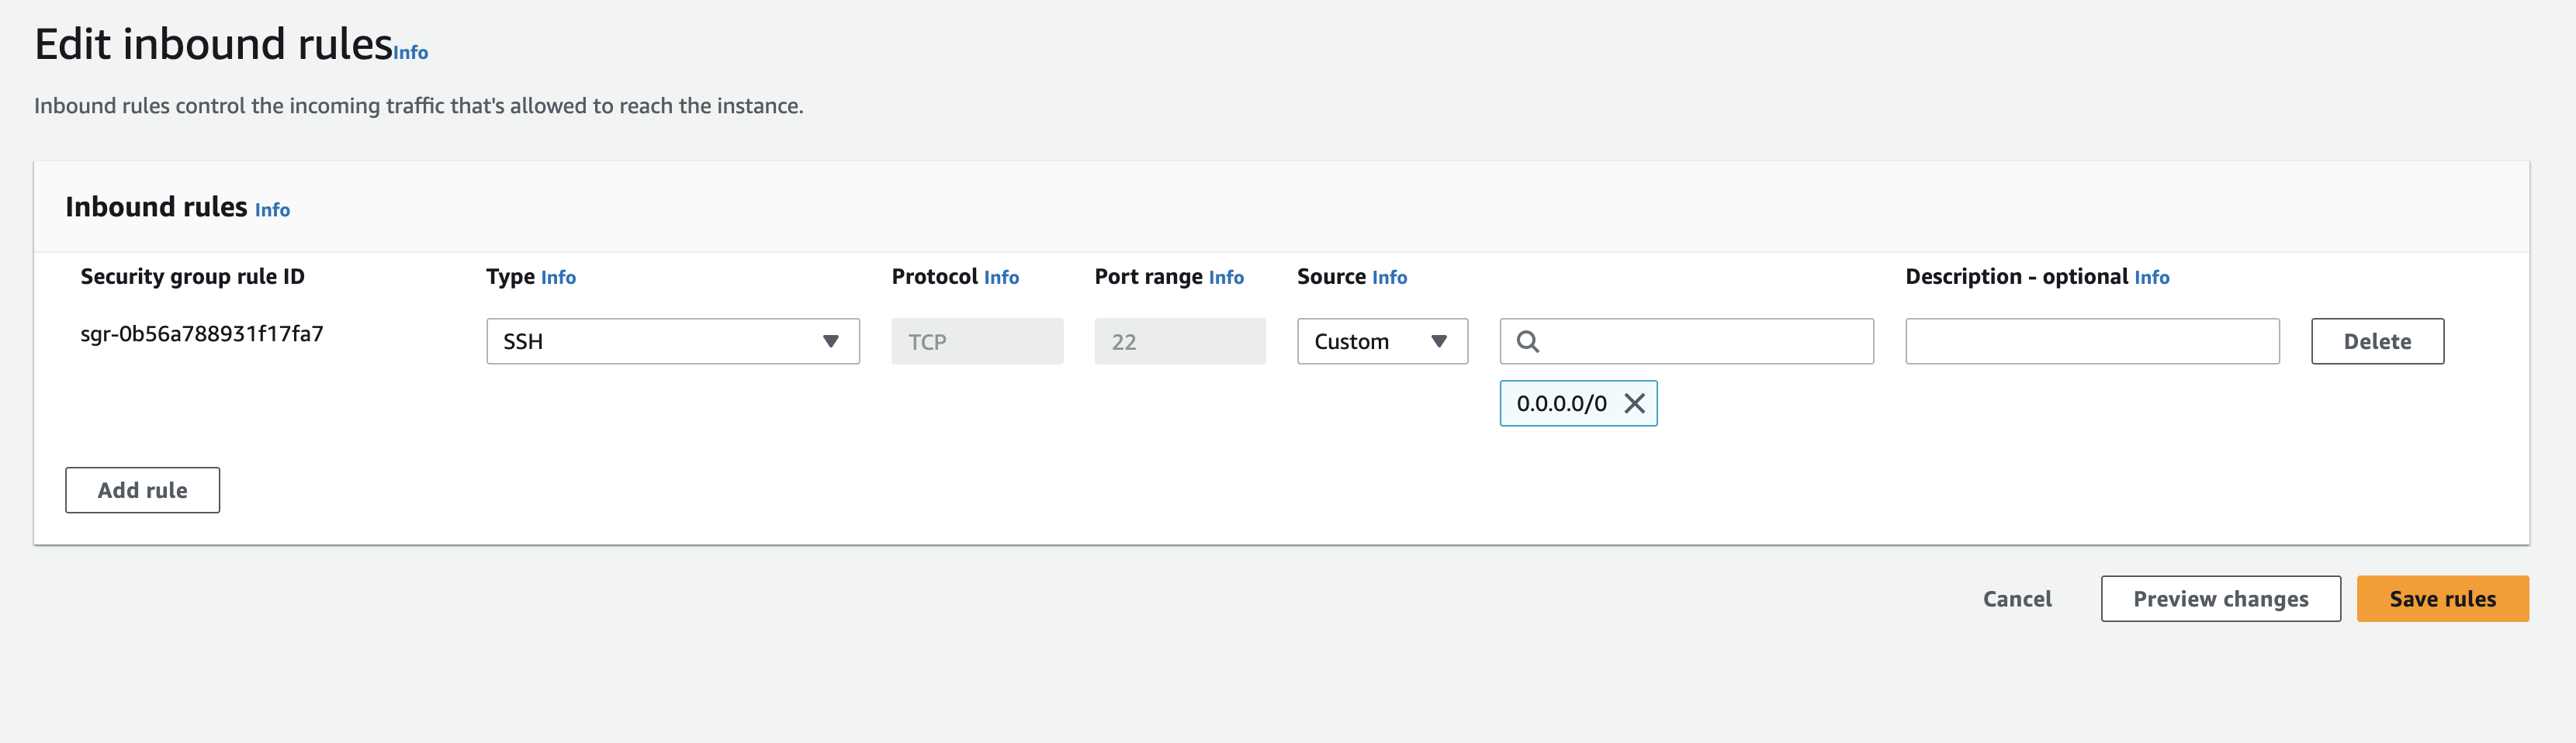 Edit inbound rules Info
Inbound rules control the incoming traffic that's allowed to reach the instance.
Inbound rules Info
Security group rule ID Type Info Protocol Info Port range Info Source Info Description - optional Info
sgr-0b56a788931f17fa7 SSH TCP 22 Custom Delete
0.0.0.0/0
Add rule
Cancel Preview changes Save rules